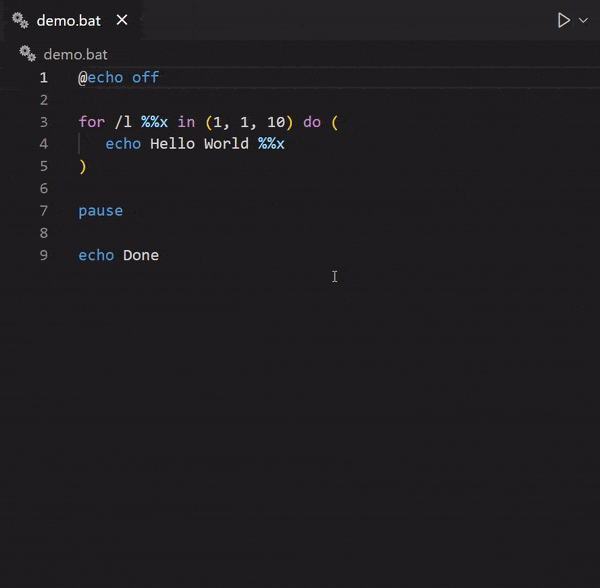 demo.bat
demo.bat
1 @echo off
2
3 for /l %%x in (1, 1, 10) do (
4    echo Hello World %%x
5 )
6
7 pause
8
9 echo Done